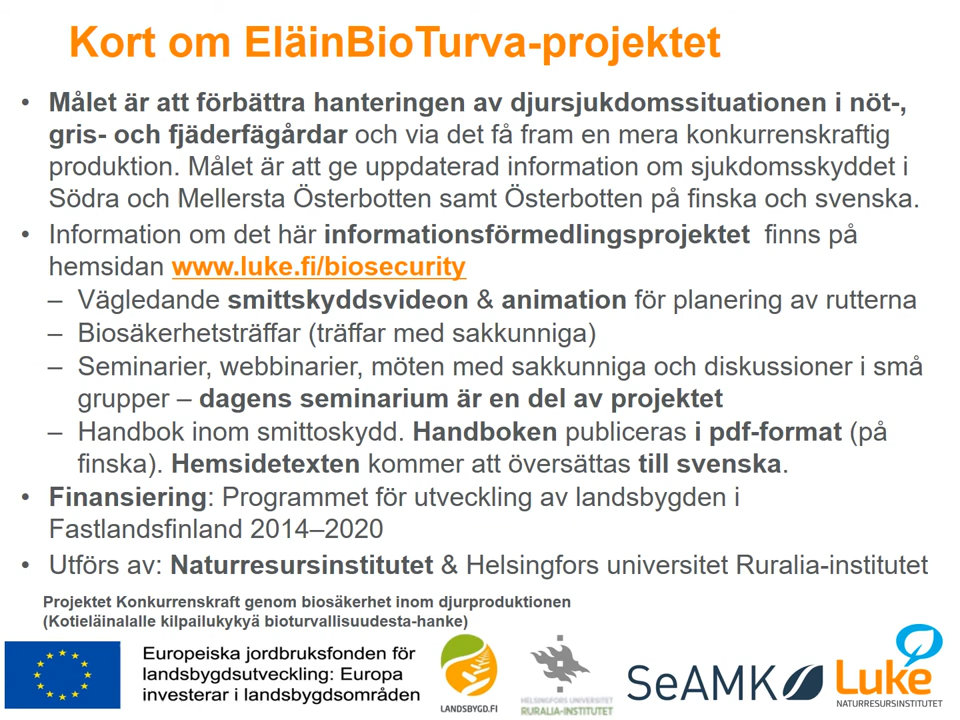 Kort om EläinBioTurva-projektet
• Målet är att förbättra hanteringen av djursjukdomssituationen i nöt-,
gris- och fjäderfägårdar och via det få fram en mera konkurrenskraftig
produktion. Målet är att ge uppdaterad information om sjukdomsskyddet i
Södra och Mellersta Österbotten samt Österbotten på finska och svenska.
• Information om det här informationsförmedlingsprojektet finns på
hemsidan www.luke.fi/biosecurity
– Vägledande smittskyddsvideon & animation för planering av rutterna
– Biosäkerhetsträffar (träffar med sakkunniga)
– Seminarier, webbinarier, möten med sakkunniga och diskussioner i små
grupper – dagens seminarium är en del av projektet
– Handbok inom smittoskydd. Handboken publiceras i pdf-format (på
finska). Hemsidetexten kommer att översättas till svenska.
• Finansiering: Programmet för utveckling av landsbygden i
Fastlandsfinland 2014–2020
• Utförs av: Naturresursinstitutet & Helsingfors universitet Ruralia-institutet
Projektet Konkurrenskraft genom biosäkerhet inom djurproduktionen
(Kotieläinalalle kilpailukykyä bioturvallisuudesta-hanke)
Europeiska jordbruksfonden för
landsbygdsutveckling: Europa
investerar i landsbygdsområden
LANDSBYGD.FI
HELSINGFORS UNIVERSITET
RURALIA-INSTITUTET
SeAMK
Luke
NATURRESURSINSTITUTET